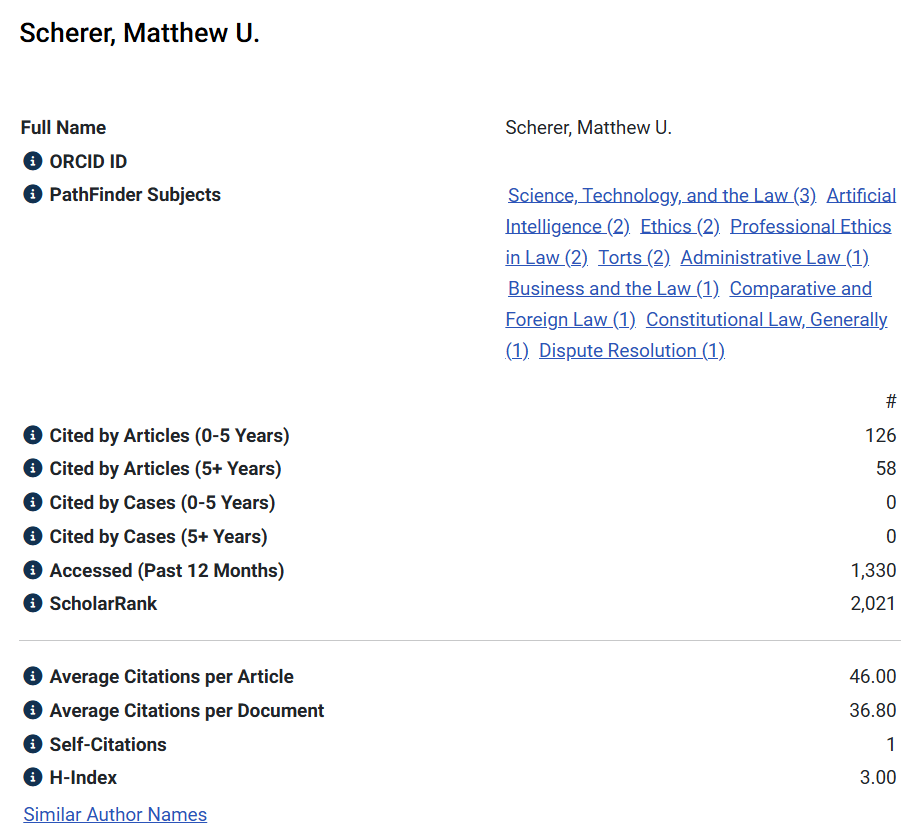 Scherer, Matthew U.
Full Name Scherer, Matthew U.
ORCID ID
PathFinder Subjects Science, Technology, and the Law (3) Artificial
Intelligence (2) Ethics (2) Professional Ethics
in Law (2) Torts (2) Administrative Law (1)
Business and the Law (1) Comparative and
Foreign Law (1) Constitutional Law, Generally
(1) Dispute Resolution (1)
#
Cited by Articles (0-5 Years) 126
Cited by Articles (5+ Years) 58
Cited by Cases (0-5 Years) 0
Cited by Cases (5+ Years) 0
Accessed (Past 12 Months) 1,330
ScholarRank 2,021
Average Citations per Article 46.00
Average Citations per Document 36.80
Self-Citations 1
H-Index 3.00
Similar Author Names